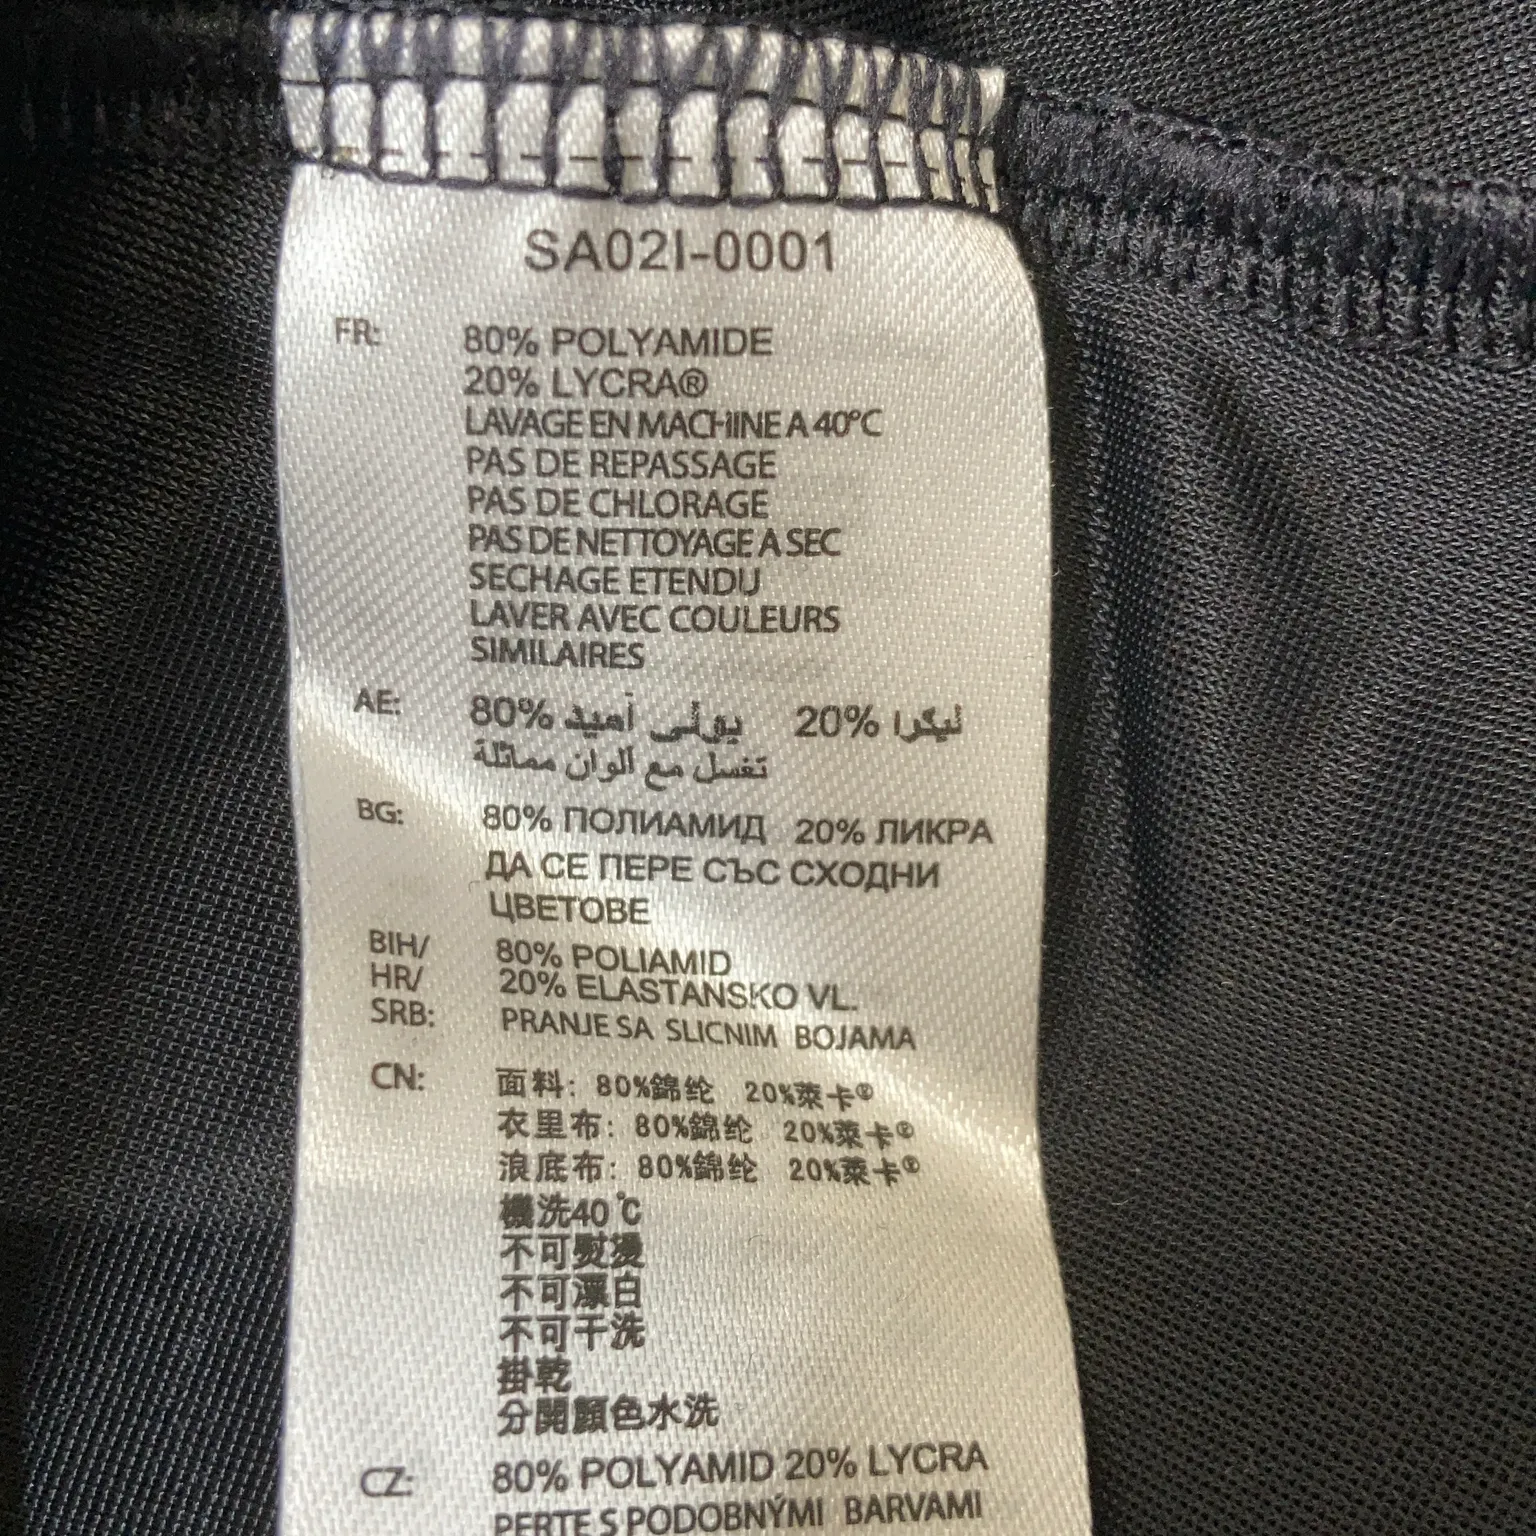 SA02I-0001
FR: 80% POLYAMIDE
20% LYCRA®
LAVAGE EN MACHINE A 40°C
PAS DE REPASSAGE
PAS DE CHLORAGE
PAS DE NETTOYAGE A SEC
SECHAGE ETENDU
LAVER AVEC COULEURS
SIMILAIRES
AE: 80% بولى أميد 20% ليكرا
تغسل مع ألوان مماثلة
BG: 80% ПОЛИАМИД 20% ЛИКРА
ДА СЕ ПЕРЕ СЪС СХОДНИ
ЦВЕТОВЕ
BIH/ 80% POLIAMID
HR/ 20% ELASTANSKO VL.
SRB: PRANJE SA SLICNIM BOJAMA
CN: 面料: 80%錦纶 20%萊卡®
衣里布: 80%錦纶 20%萊卡®
浪底布: 80%錦纶 20%萊卡®
機洗40℃
不可熨燙
不可漂白
不可干洗
掛乾
分開顏色水洗
CZ: 80% POLYAMID 20% LYCRA
PERTE S PODOBNÝMI BARVAMI